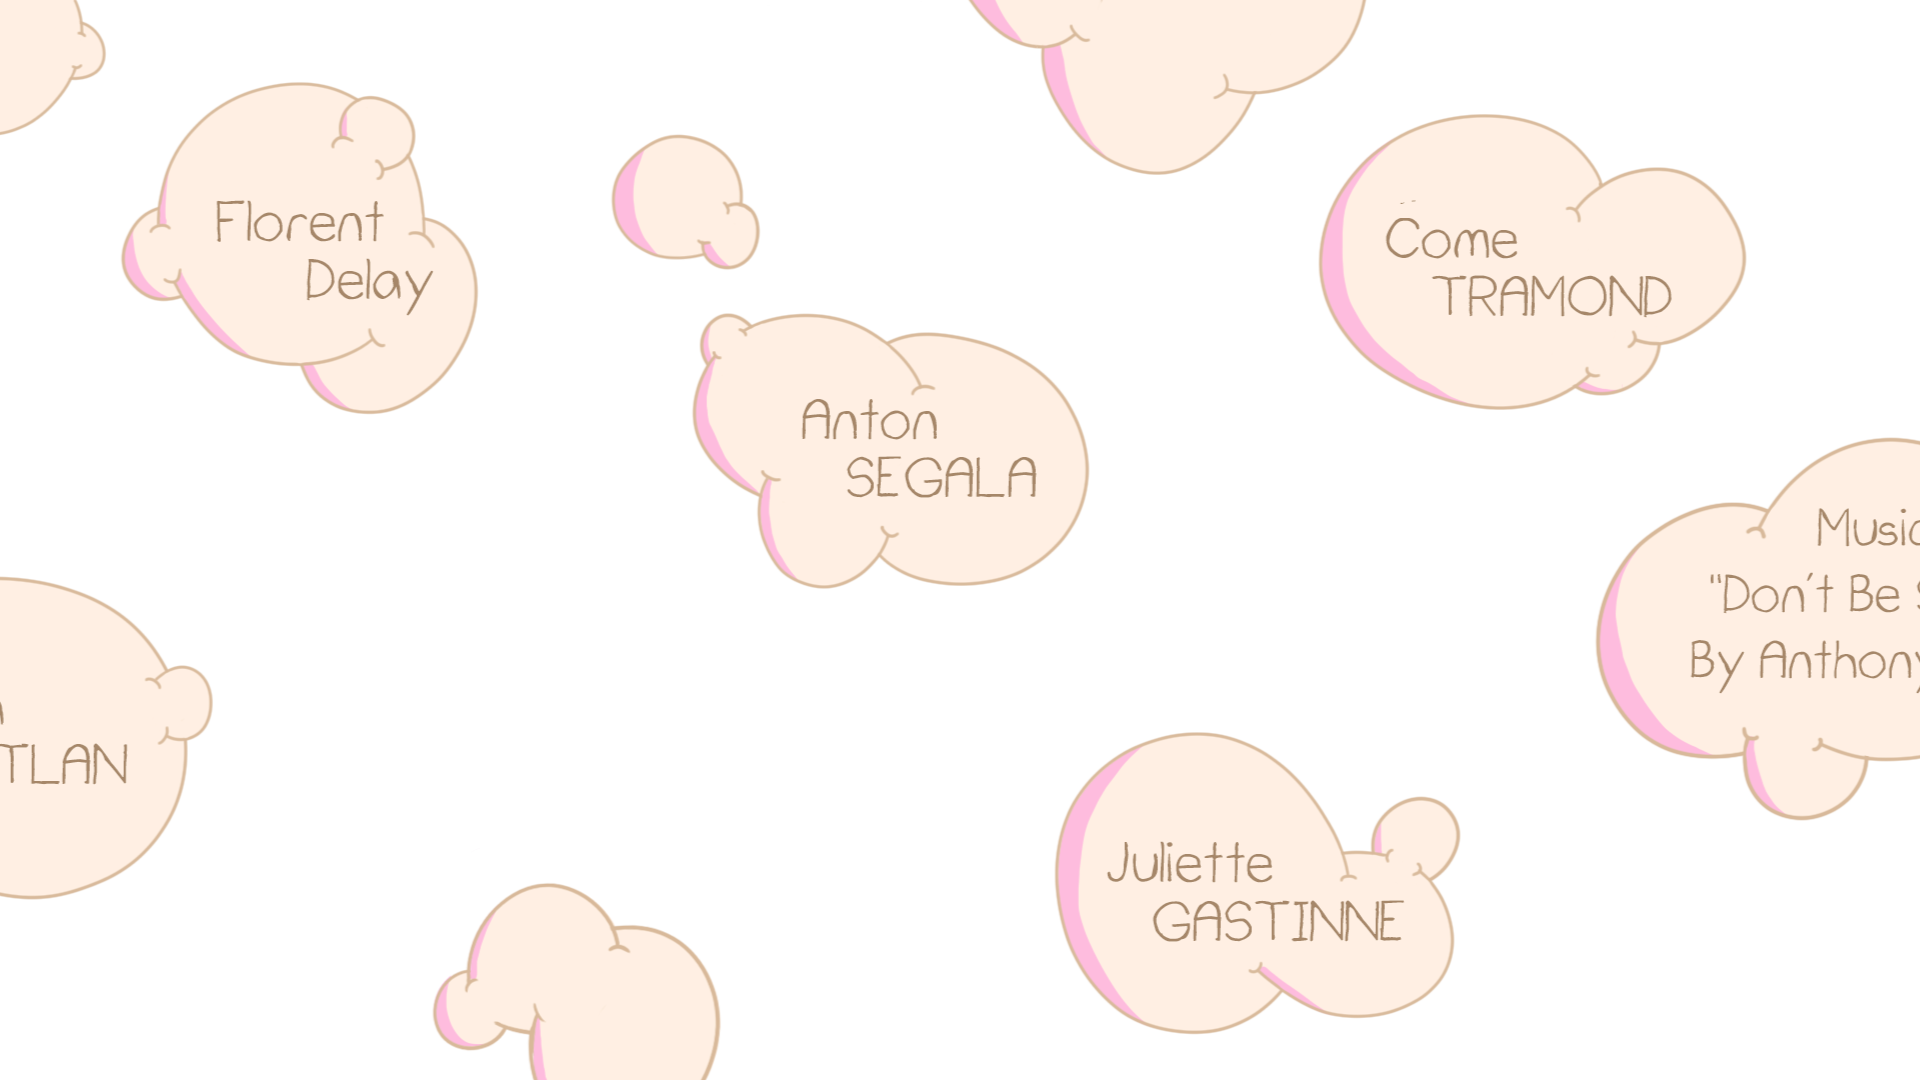 Florent
Delay
Come
TRAMOND
Anton
SEGALA
Music
"Don't Be
By Anthony
TLAN
Juliette
GASTINNE